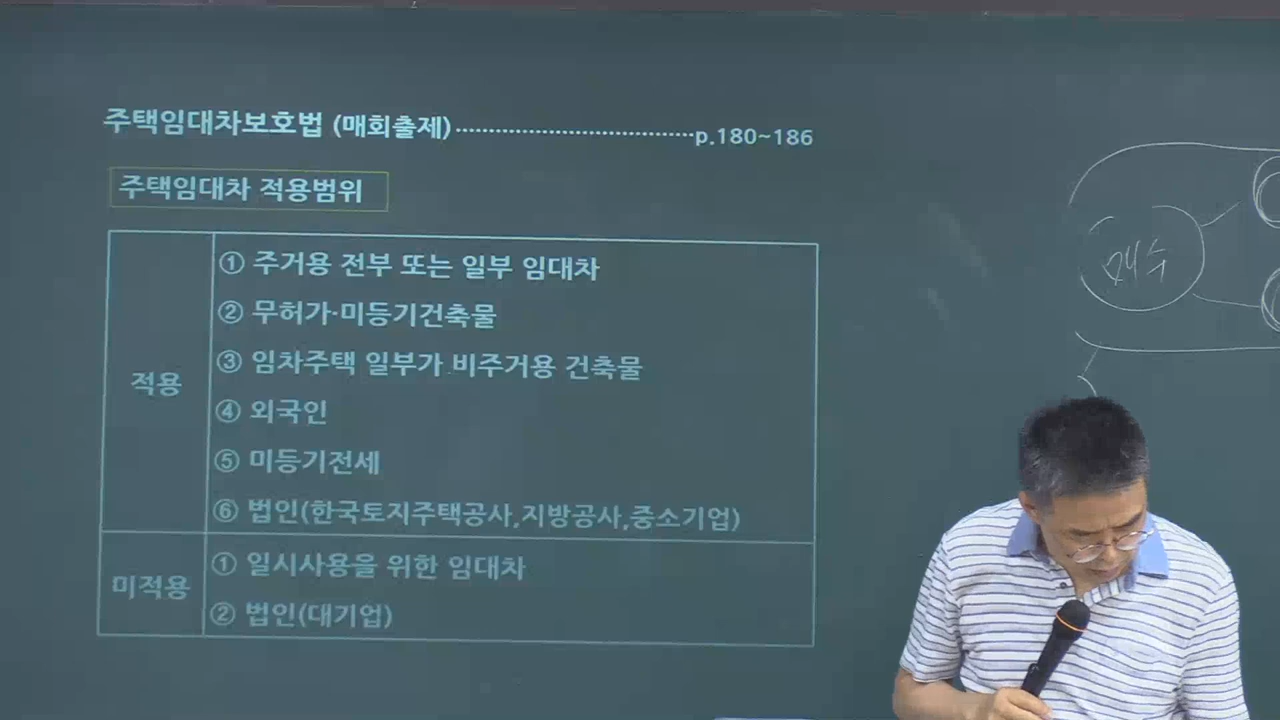 주택임대차보호법 (매회출제)·································p.180~186
주택임대차 적용범위
적용
① 주거용 전부 또는 일부 임대차
② 무허가·미등기건축물
③ 임차주택 일부가 비주거용 건축물
④ 외국인
⑤ 미등기전세
⑥ 법인(한국토지주택공사,지방공사,중소기업)
미적용
① 일시사용을 위한 임대차
② 법인(대기업)
매수